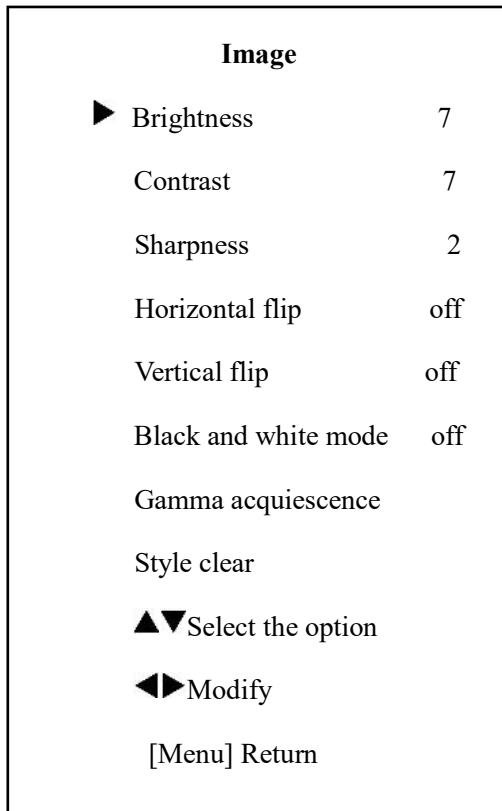 Image
▶ Brightness 7
Contrast 7
Sharpness 2
Horizontal flip off
Vertical flip off
Black and white mode off
Gamma acquiescence
Style clear
▲▼Select the option
◀▶Modify
[Menu] Return